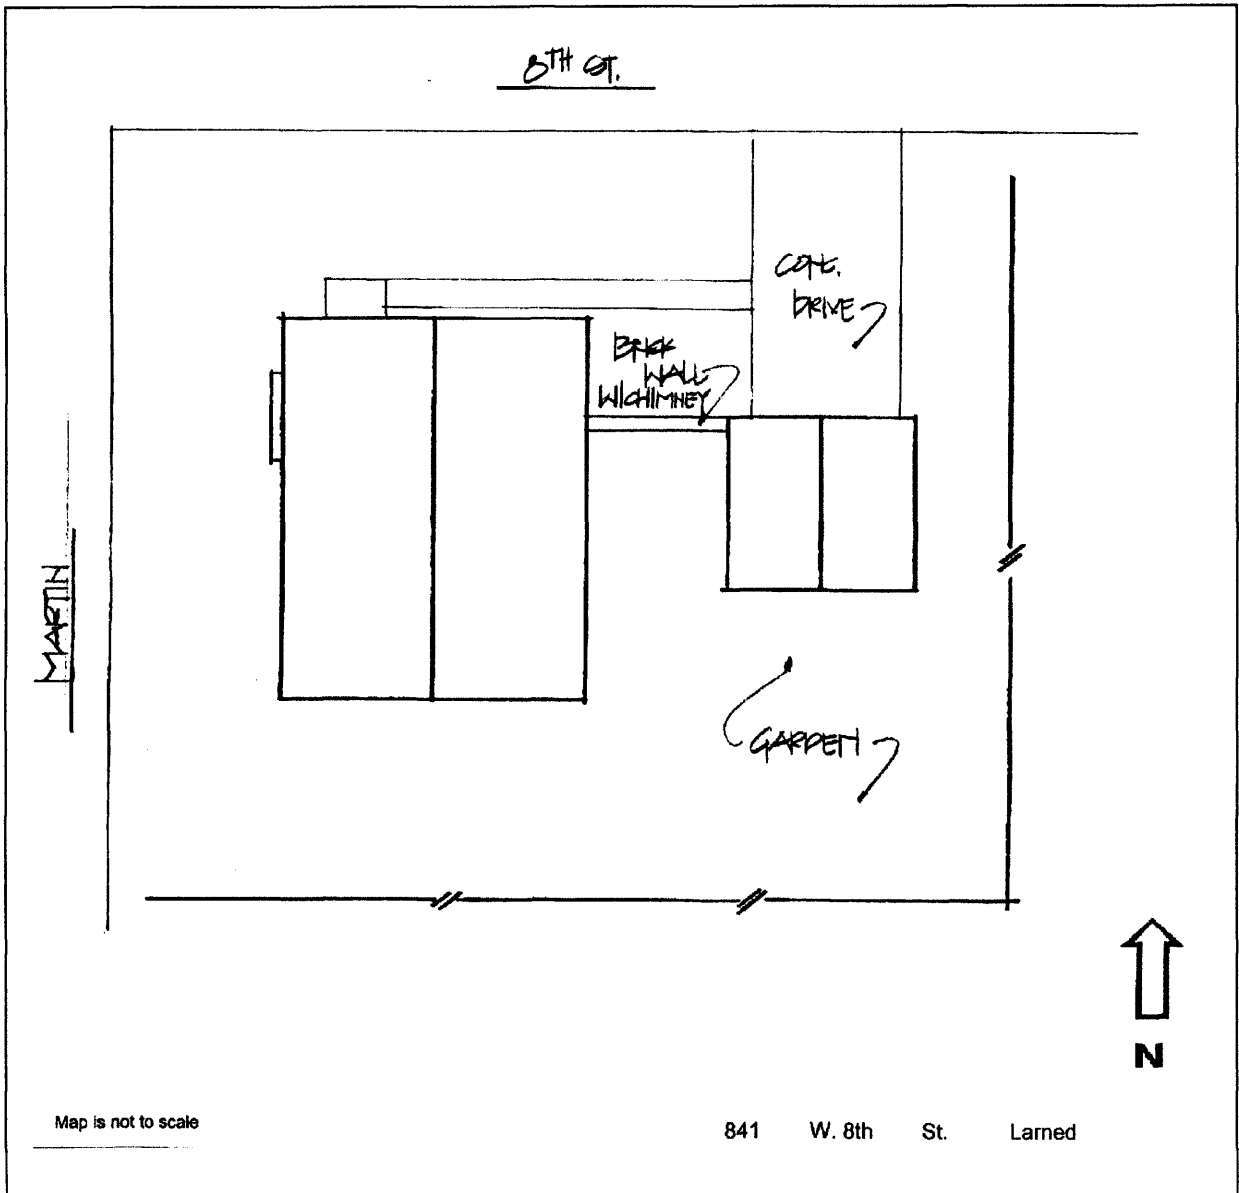 8TH ST.
CONC.
DRIVE
BRICK
WALL
W/CHIMNEY
MARTIN
GARDEN
N
Map is not to scale
841 W. 8th St. Larned